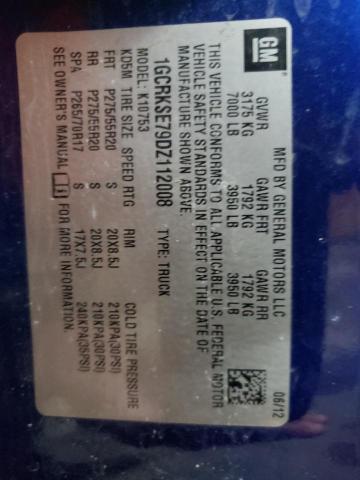 GM
MFD BY GENERAL MOTORS LLC
06/12
GVWR GAWR FRT GAWR RR
3175 KG 1792 KG 1792 KG
7000 LB 3950 LB 3950 LB
THIS VEHICLE CONFORMS TO ALL APPLICABLE U.S. FEDERAL MOTOR
VEHICLE SAFETY STANDARDS IN EFFECT ON THE DATE OF
MANUFACTURE SHOWN ABOVE.
1GCRKSE79DZ112008 TYPE: TRUCK
MODEL: K10753
KD5M TIRE SIZE SPEED RTG RIM COLD TIRE PRESSURE
FRT P275/55R20 S 20X8.5J 210KPA(30PSI)
RR P275/55R20 S 20X8.5J 210KPA(30PSI)
SPA P265/70R17 S 17X7.5J 240KPA(35PSI)
SEE OWNER'S MANUAL i FOR MORE INFORMATION.